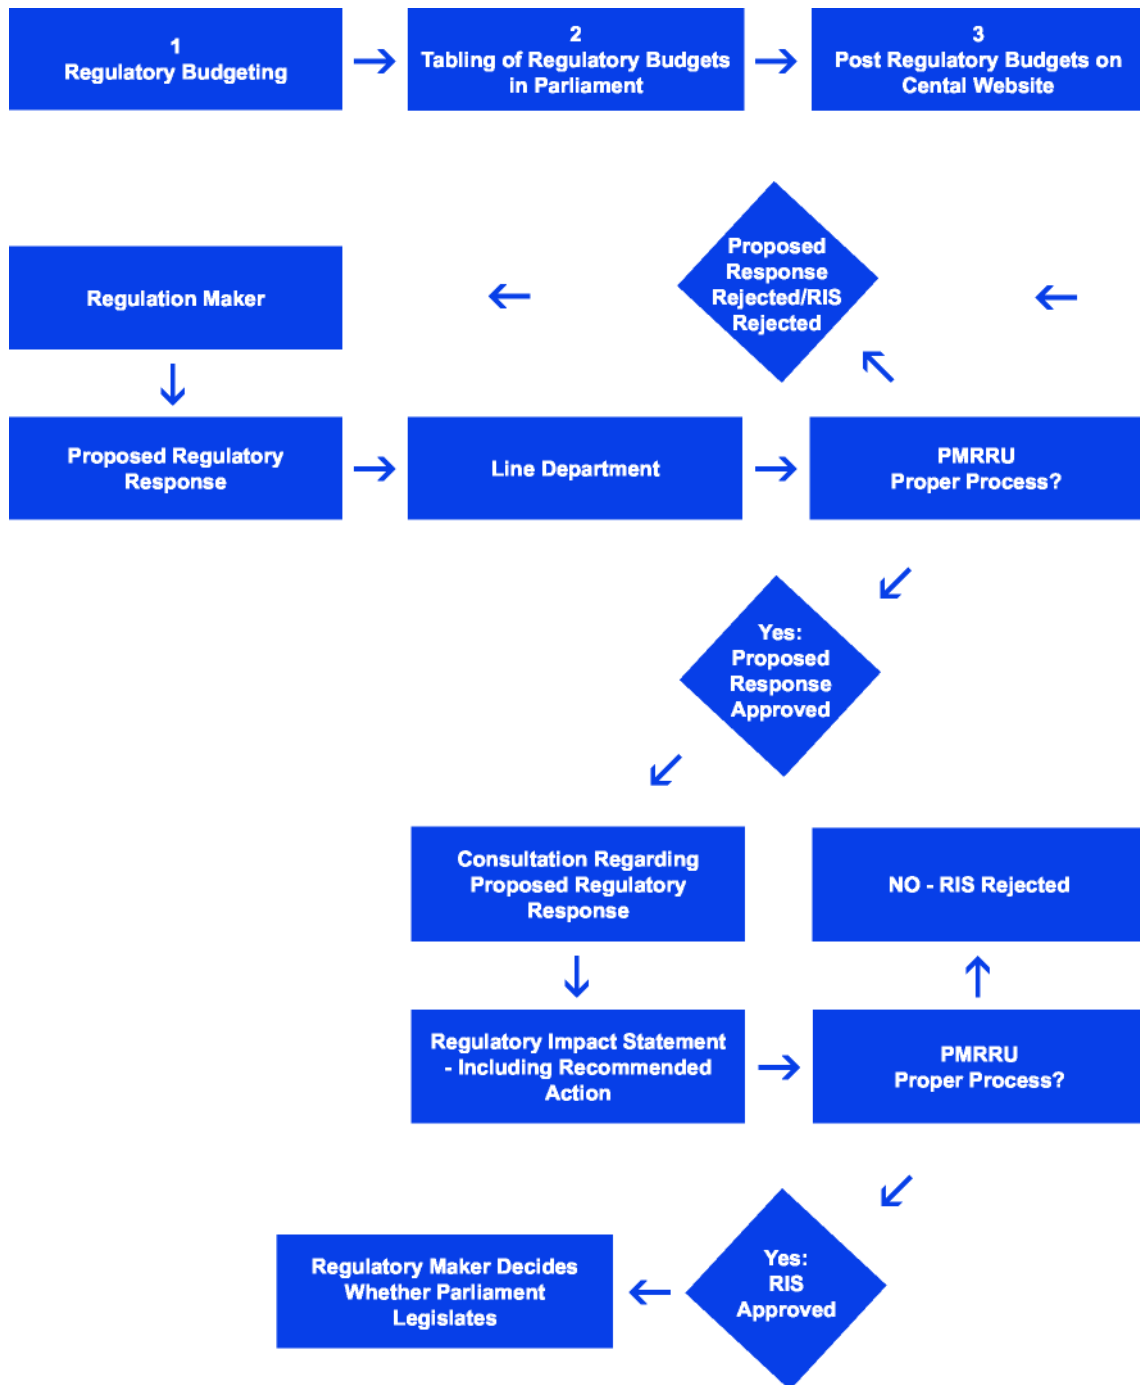 1
Regulatory Budgeting
2
Tabling of Regulatory Budgets
in Parliament
3
Post Regulatory Budgets on
Cental Website
Proposed
Response
Rejected/RIS
Rejected
Regulation Maker
Proposed Regulatory
Response
Line Department
PMRRU
Proper Process?
Yes:
Proposed
Response
Approved
Consultation Regarding
Proposed Regulatory
Response
NO - RIS Rejected
Regulatory Impact Statement
- Including Recommended
Action
PMRRU
Proper Process?
Regulatory Maker Decides
Whether Parliament
Legislates
Yes:
RIS
Approved